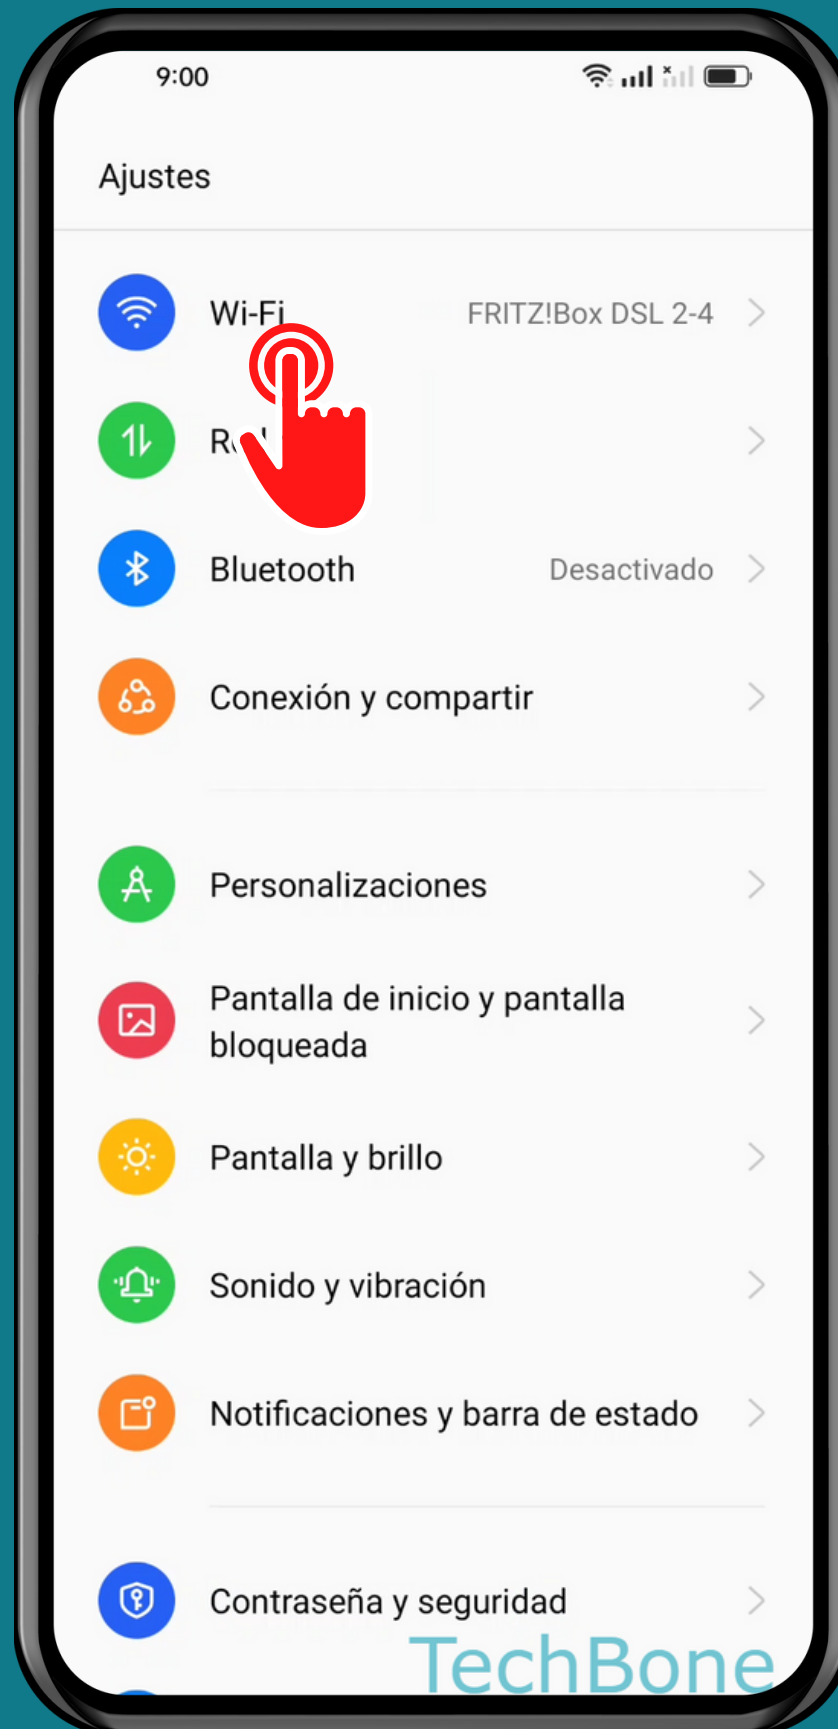 9:00
Ajustes
Wi-Fi
FRITZ!Box DSL 2-4
Bluetooth
Desactivado
Conexión y compartir
Personalizaciones
Pantalla de inicio y pantalla
bloqueada
Pantalla y brillo
Sonido y vibración
Notificaciones y barra de estado
Contraseña y seguridad
TechBone